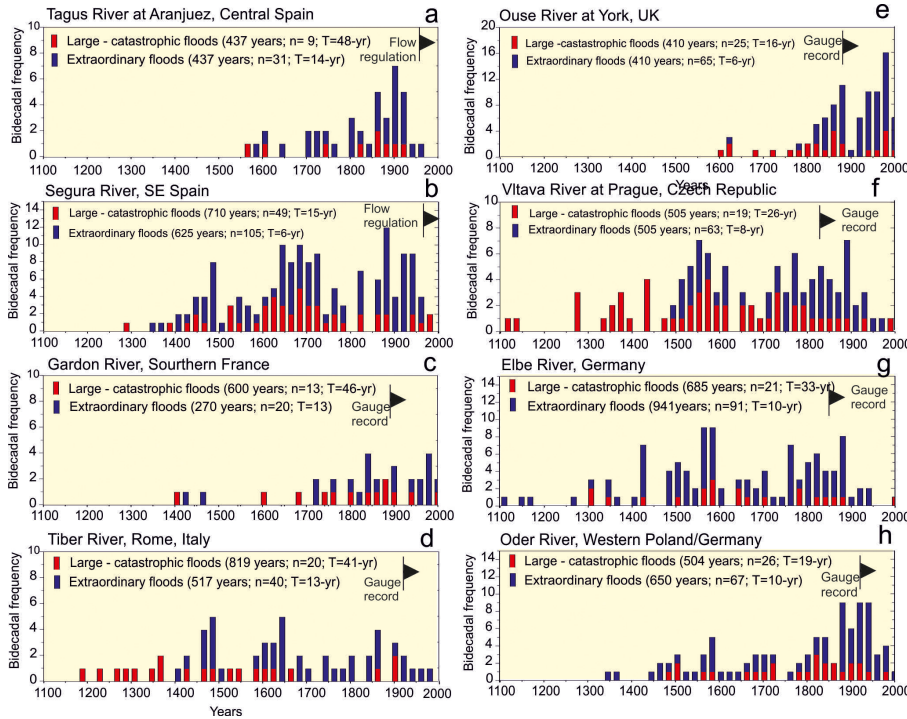 Tagus River at Aranjuez, Central Spain
a
10
Large -catastrophic floods (437 years; n= 9; T=48-yr)
Extraordinary floods (437 years; n=31; T=14-yr)
Flow
regulation
8
6
4
2
0
Bidecadal frequency
1100 1200 1300 1400 1500 1600 1700 1800 1900 2000
Segura River, SE Spain
b
14
Large - catastrophic floods (710 years; n=49; T=15-yr)
Extraordinary floods (625 years; n=105; T=6-yr)
Flow
regulation
12
10
8
6
4
2
0
Bidecadal frequency
1100 1200 1300 1400 1500 1600 1700 1800 1900 2000
Gardon River, Sourthern France
c
10
Large - catastrophic floods (600 years; n=13; T=46-yr)
Extraordinary floods (270 years; n=20; T=13)
Gauge
record
8
6
4
2
0
Bidecadal frequency
1100 1200 1300 1400 1500 1600 1700 1800 1900 2000
Tiber River, Rome, Italy
d
10
Large - catastrophic floods (819 years; n=20; T=41-yr)
Extraordinary floods (517 years; n=40; T=13-yr)
Gauge
record
8
6
4
2
0
Bidecadal frequency
1100 1200 1300 1400 1500 1600 1700 1800 1900 2000
Years
Ouse River at York, UK
e
20
Large -castastrophic floods (410 years; n=25; T=16-yr)
Extraordinary floods (410 years; n=65; T=6-yr)
Gauge
record
16
12
8
4
0
Bidecadal frequency
1100 1200 1300 1400 1500 1600 1700 1800 1900 2000
Years
Vltava River at Prague, Czech Republic
f
10
Large - catastrophic floods (505 years; n=19; T=26-yr)
Extraordinary floods (505 years; n=63; T=8-yr)
Gauge
record
8
6
4
2
0
Bidecadal frequency
1100 1200 1300 1400 1500 1600 1700 1800 1900 2000
Elbe River, Germany
g
14
Large - catastrophic floods (685 years; n=21; T=33-yr)
Extraordinary floods (941years; n=91; T=10-yr)
Gauge
record
12
10
8
6
4
2
0
Bidecadal frequency
1100 1200 1300 1400 1500 1600 1700 1800 1900 2000
Oder River, Western Poland/Germany
h
14
Large - catastrophic floods (504 years; n=26; T=19-yr)
Extraordinary floods (650 years; n=67; T=10-yr)
Gauge
record
12
10
8
6
4
2
0
Bidecadal frequency
1100 1200 1300 1400 1500 1600 1700 1800 1900 2000